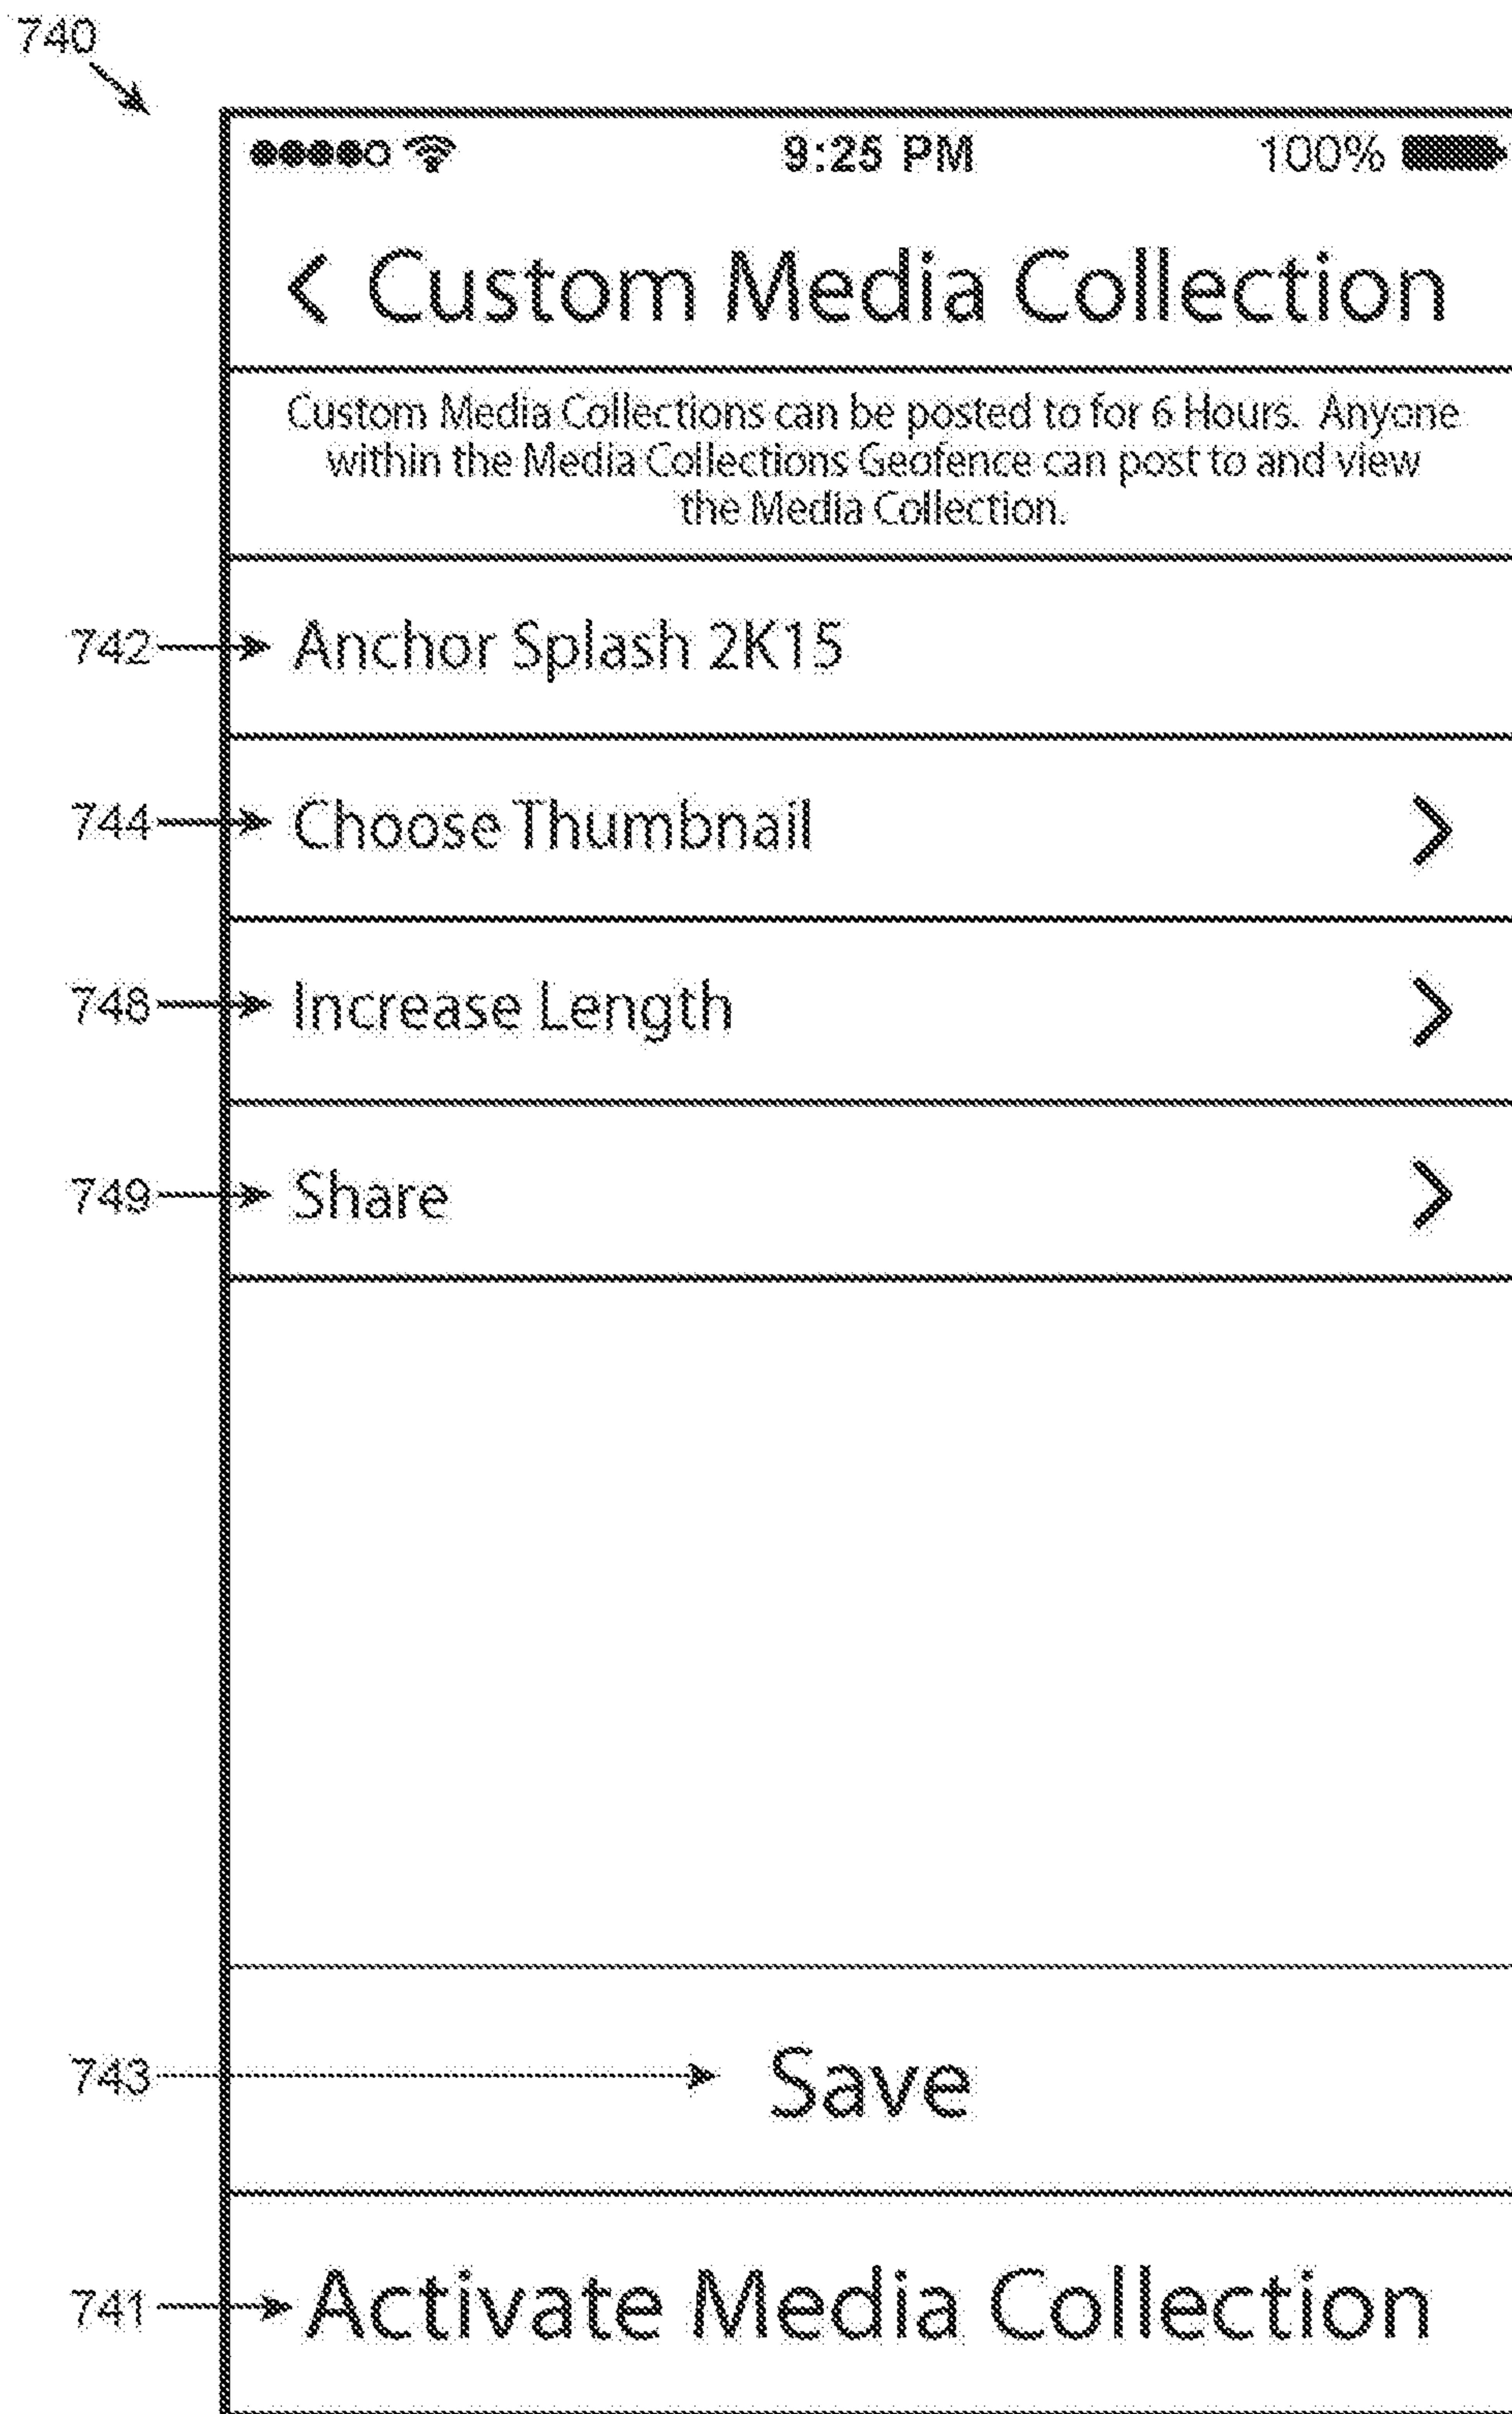 740
9:25 PM 100%
< Custom Media Collection
Custom Media Collections can be posted to for 6 Hours. Anyone
within the Media Collections Geofence can post to and view
the Media Collection.
742 Anchor Splash 2K15
744 Choose Thumbnail >
748 Increase Length >
749 Share >
743 Save
741 Activate Media Collection